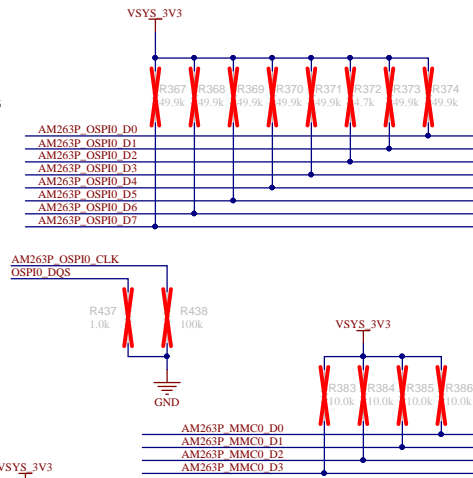 VSYS_3V3
R367 R368 R369 R370 R371 R372 R373 R374
49.9k 49.9k 49.9k 49.9k 49.9k 4.7k 49.9k 49.9k
AM263P_OSPI0_D0
AM263P_OSPI0_D1
AM263P_OSPI0_D2
AM263P_OSPI0_D3
AM263P_OSPI0_D4
AM263P_OSPI0_D5
AM263P_OSPI0_D6
AM263P_OSPI0_D7
AM263P_OSPI0_CLK
OSPI0_DQS
R437 R438
1.0k 100k
GND
VSYS_3V3
R383 R384 R385 R386
10.0k 10.0k 10.0k 10.0k
AM263P_MMC0_D0
AM263P_MMC0_D1
AM263P_MMC0_D2
AM263P_MMC0_D3
VSYS_3V3